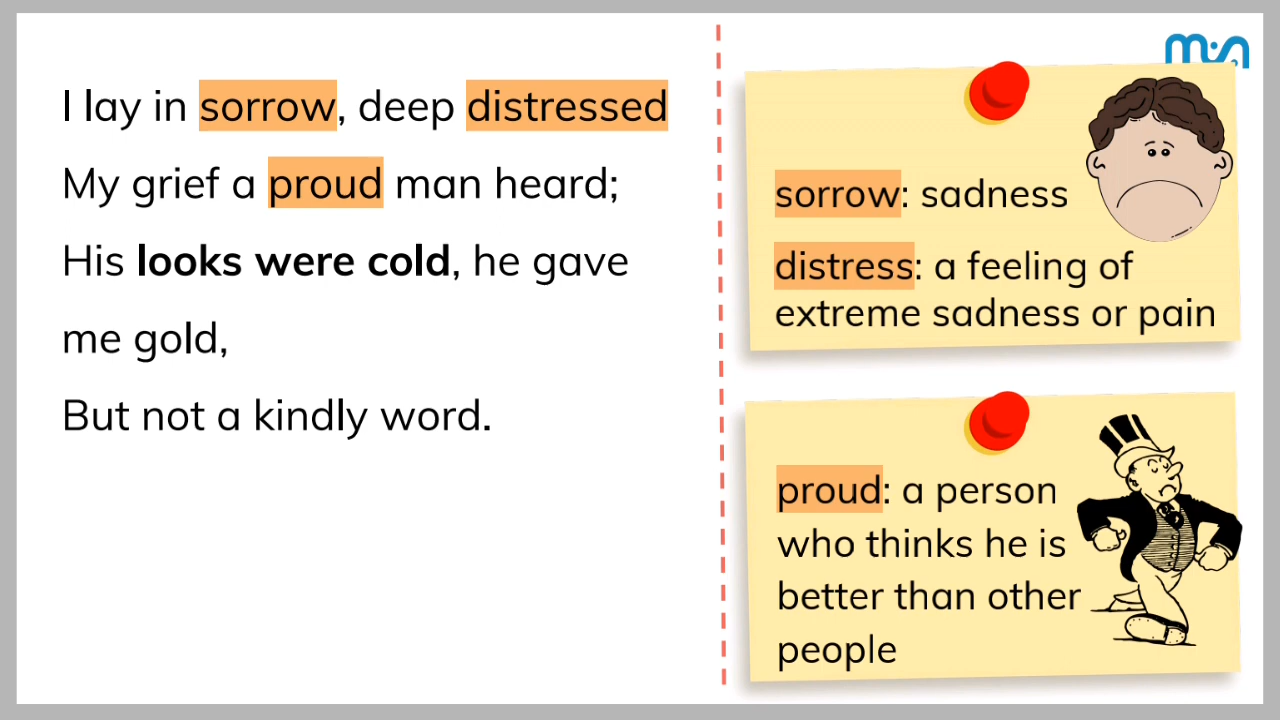 I lay in sorrow, deep distressed
My grief a proud man heard;
His looks were cold, he gave
me gold,
But not a kindly word.
sorrow: sadness
distress: a feeling of
extreme sadness or pain
proud: a person
who thinks he is
better than other
people